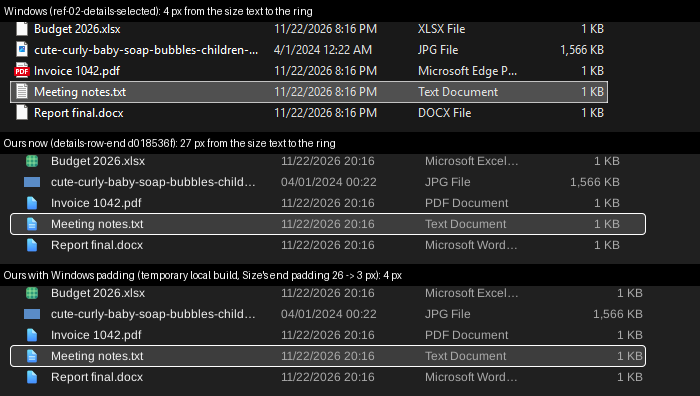 Windows (ref-02-details-selected): 4 px from the size text to the ring
Budget 2026.xlsx 11/22/2026 8:16 PM XLSX File 1 KB
cute-curly-baby-soap-bubbles-children-... 4/1/2024 12:22 AM JPG File 1,566 KB
PDF Invoice 1042.pdf 11/22/2026 8:16 PM Microsoft Edge P... 1 KB
Meeting notes.txt 11/22/2026 8:16 PM Text Document 1 KB
Report final.docx 11/22/2026 8:16 PM DOCX File 1 KB
Ours now (details-row-end d018536f): 27 px from the size text to the ring
Budget 2026.xlsx 11/22/2026 20:16 Microsoft Excel... 1 KB
cute-curly-baby-soap-bubbles-child... 04/01/2024 00:22 JPG File 1,566 KB
Invoice 1042.pdf 11/22/2026 20:16 PDF Document 1 KB
Meeting notes.txt 11/22/2026 20:16 Text Document 1 KB
Report final.docx 11/22/2026 20:16 Microsoft Word... 1 KB
Ours with Windows padding (temporary local build, Size's end padding 26 -> 3 px): 4 px
Budget 2026.xlsx 11/22/2026 20:16 Microsoft Excel... 1 KB
cute-curly-baby-soap-bubbles-child... 04/01/2024 00:22 JPG File 1,566 KB
Invoice 1042.pdf 11/22/2026 20:16 PDF Document 1 KB
Meeting notes.txt 11/22/2026 20:16 Text Document 1 KB
Report final.docx 11/22/2026 20:16 Microsoft Word... 1 KB